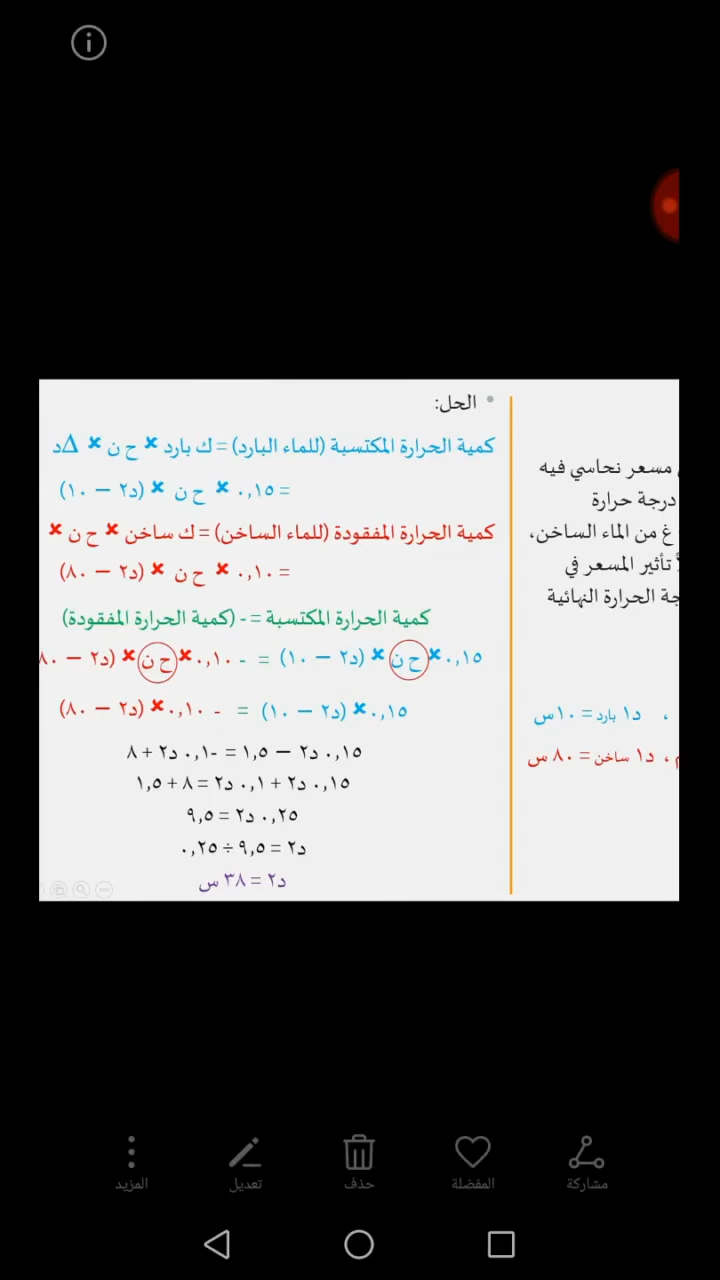 مسعر نحاسي فيه
درجة حرارة
غ من الماء الساخن،
تأثير المسعر في
جة الحرارة النهائية
، د١ بارد = ١٠ س
م ، د١ ساخن = ٨٠ س
• الحل:
كمية الحرارة المكتسبة (للماء البارد) = ك بارد × ح ن × Δد
= ٠,١٥ × ح ن × (د٢ – ١٠)
كمية الحرارة المفقودة (للماء الساخن) = ك ساخن × ح ن ×
= ٠,١٠ × ح ن × (د٢ – ٨٠)
كمية الحرارة المكتسبة = - (كمية الحرارة المفقودة)
٠,١٥ × ح ن × (د٢ – ١٠) = - ٠,١٠ × ح ن × (د٢ – ٨٠
٠,١٥ × (د٢ – ١٠) = - ٠,١٠ × (د٢ – ٨٠)
٠,١٥ د٢ – ١,٥ = -٠,١ د٢ + ٨
٠,١٥ د٢ + ٠,١ د٢ = ٨ + ١,٥
٠,٢٥ د٢ = ٩,٥
د٢ = ٩,٥ ÷ ٠,٢٥
د٢ = ٣٨ س
مشاركة
المفضلة
حذف
تعديل
المزيد